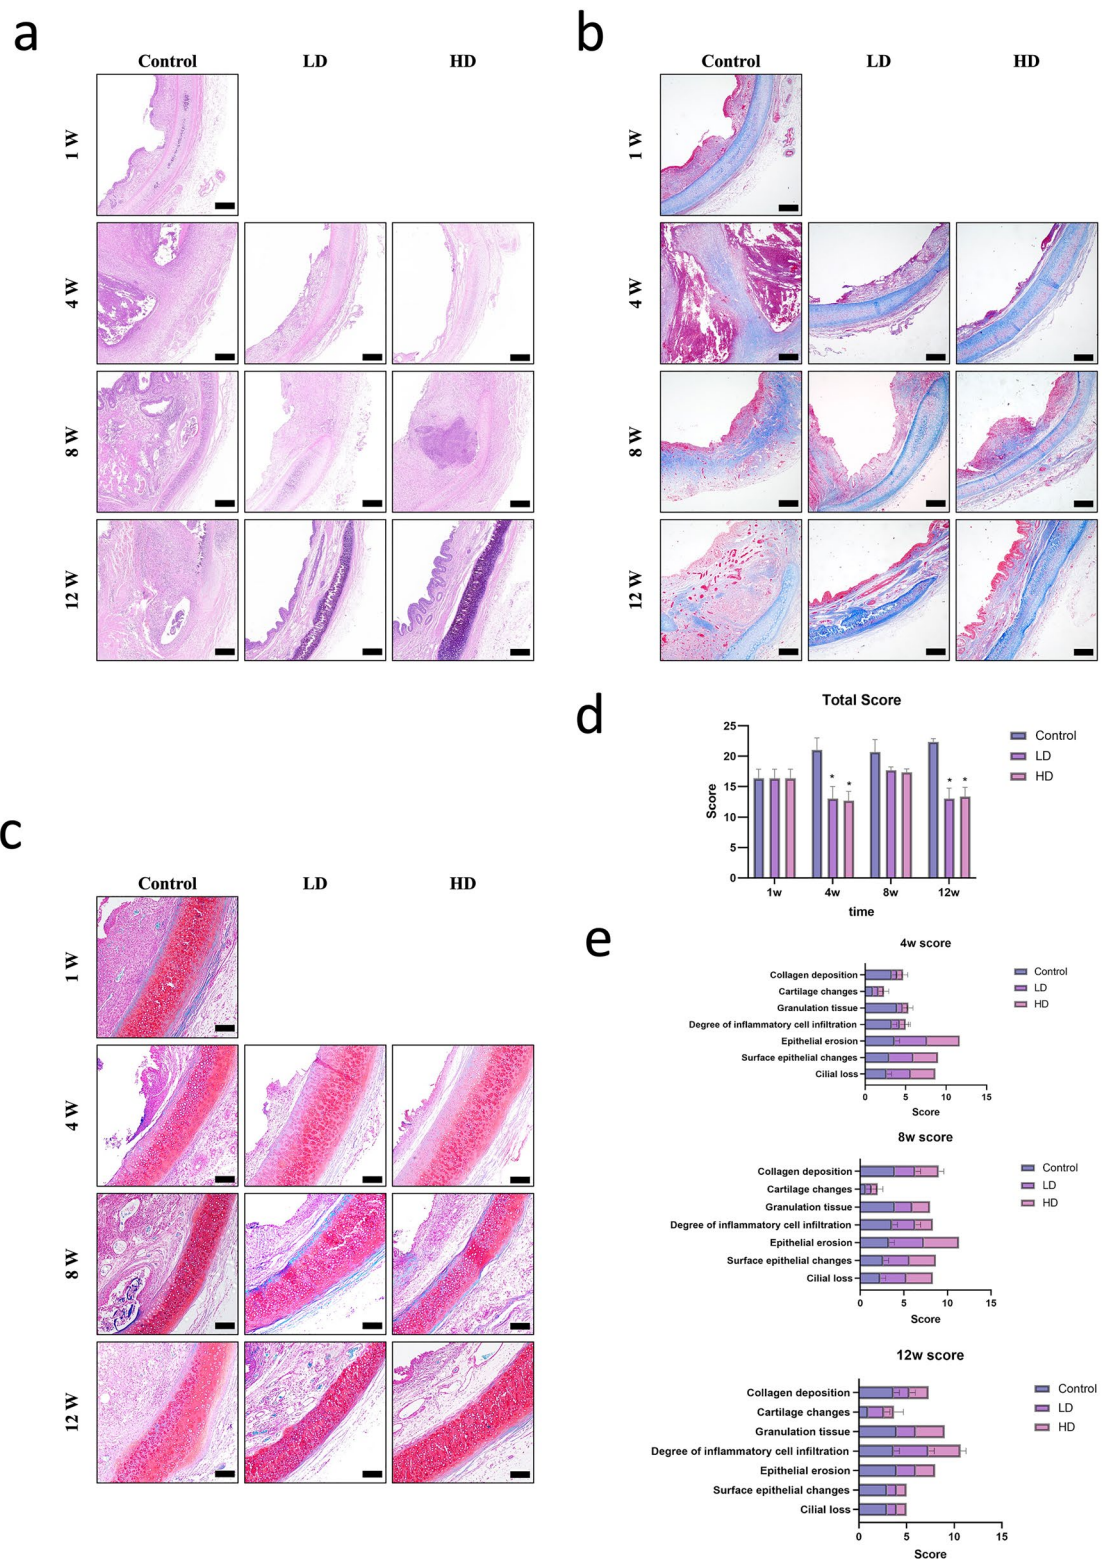 a
Control LD HD
1 W
4 W
8 W
12 W
b
Control LD HD
1 W
4 W
8 W
12 W
c
Control LD HD
1 W
4 W
8 W
12 W
d
Total Score
Score
25
20
15
10
5
0
* * * *
1w 4w 8w 12w
time
Control
LD
HD
e
4w score
Collagen deposition
Cartilage changes
Granulation tissue
Degree of inflammatory cell infiltration
Epithelial erosion
Surface epithelial changes
Cilial loss
0 5 10 15
Score
Control
LD
HD
8w score
Collagen deposition
Cartilage changes
Granulation tissue
Degree of inflammatory cell infiltration
Epithelial erosion
Surface epithelial changes
Cilial loss
0 5 10 15
Score
Control
LD
HD
12w score
Collagen deposition
Cartilage changes
Granulation tissue
Degree of inflammatory cell infiltration
Epithelial erosion
Surface epithelial changes
Cilial loss
0 5 10 15
Score
Control
LD
HD